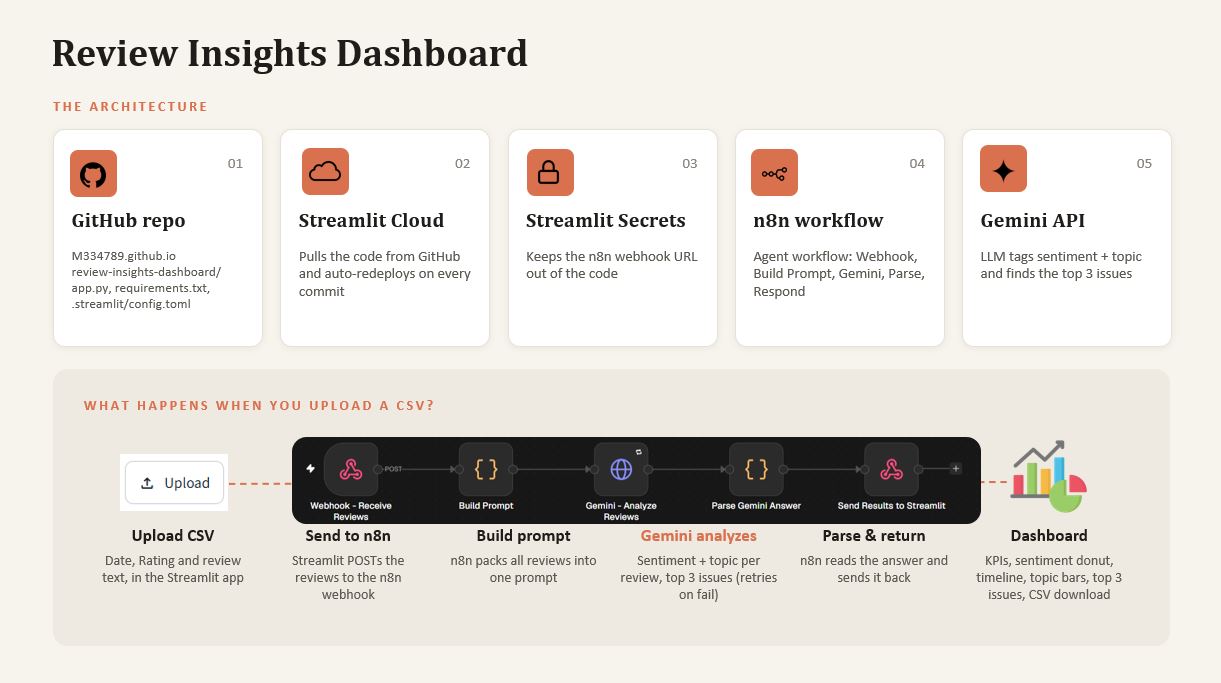 Review Insights Dashboard
THE ARCHITECTURE
01
GitHub repo
M334789.github.io
review-insights-dashboard/
app.py, requirements.txt,
.streamlit/config.toml
02
Streamlit Cloud
Pulls the code from GitHub
and auto-redeploys on every
commit
03
Streamlit Secrets
Keeps the n8n webhook URL
out of the code
04
n8n workflow
Agent workflow: Webhook,
Build Prompt, Gemini, Parse,
Respond
05
Gemini API
LLM tags sentiment + topic
and finds the top 3 issues
WHAT HAPPENS WHEN YOU UPLOAD A CSV?
Upload
POST
Webhook - Receive
Reviews
Build Prompt
Gemini - Analyze
Reviews
Parse Gemini Answer
Send Results to Streamlit
Upload CSV
Date, Rating and review
text, in the Streamlit app
Send to n8n
Streamlit POSTs the
reviews to the n8n
webhook
Build prompt
n8n packs all reviews into
one prompt
Gemini analyzes
Sentiment + topic per
review, top 3 issues (retries
on fail)
Parse & return
n8n reads the answer and
sends it back
Dashboard
KPIs, sentiment donut,
timeline, topic bars, top 3
issues, CSV download